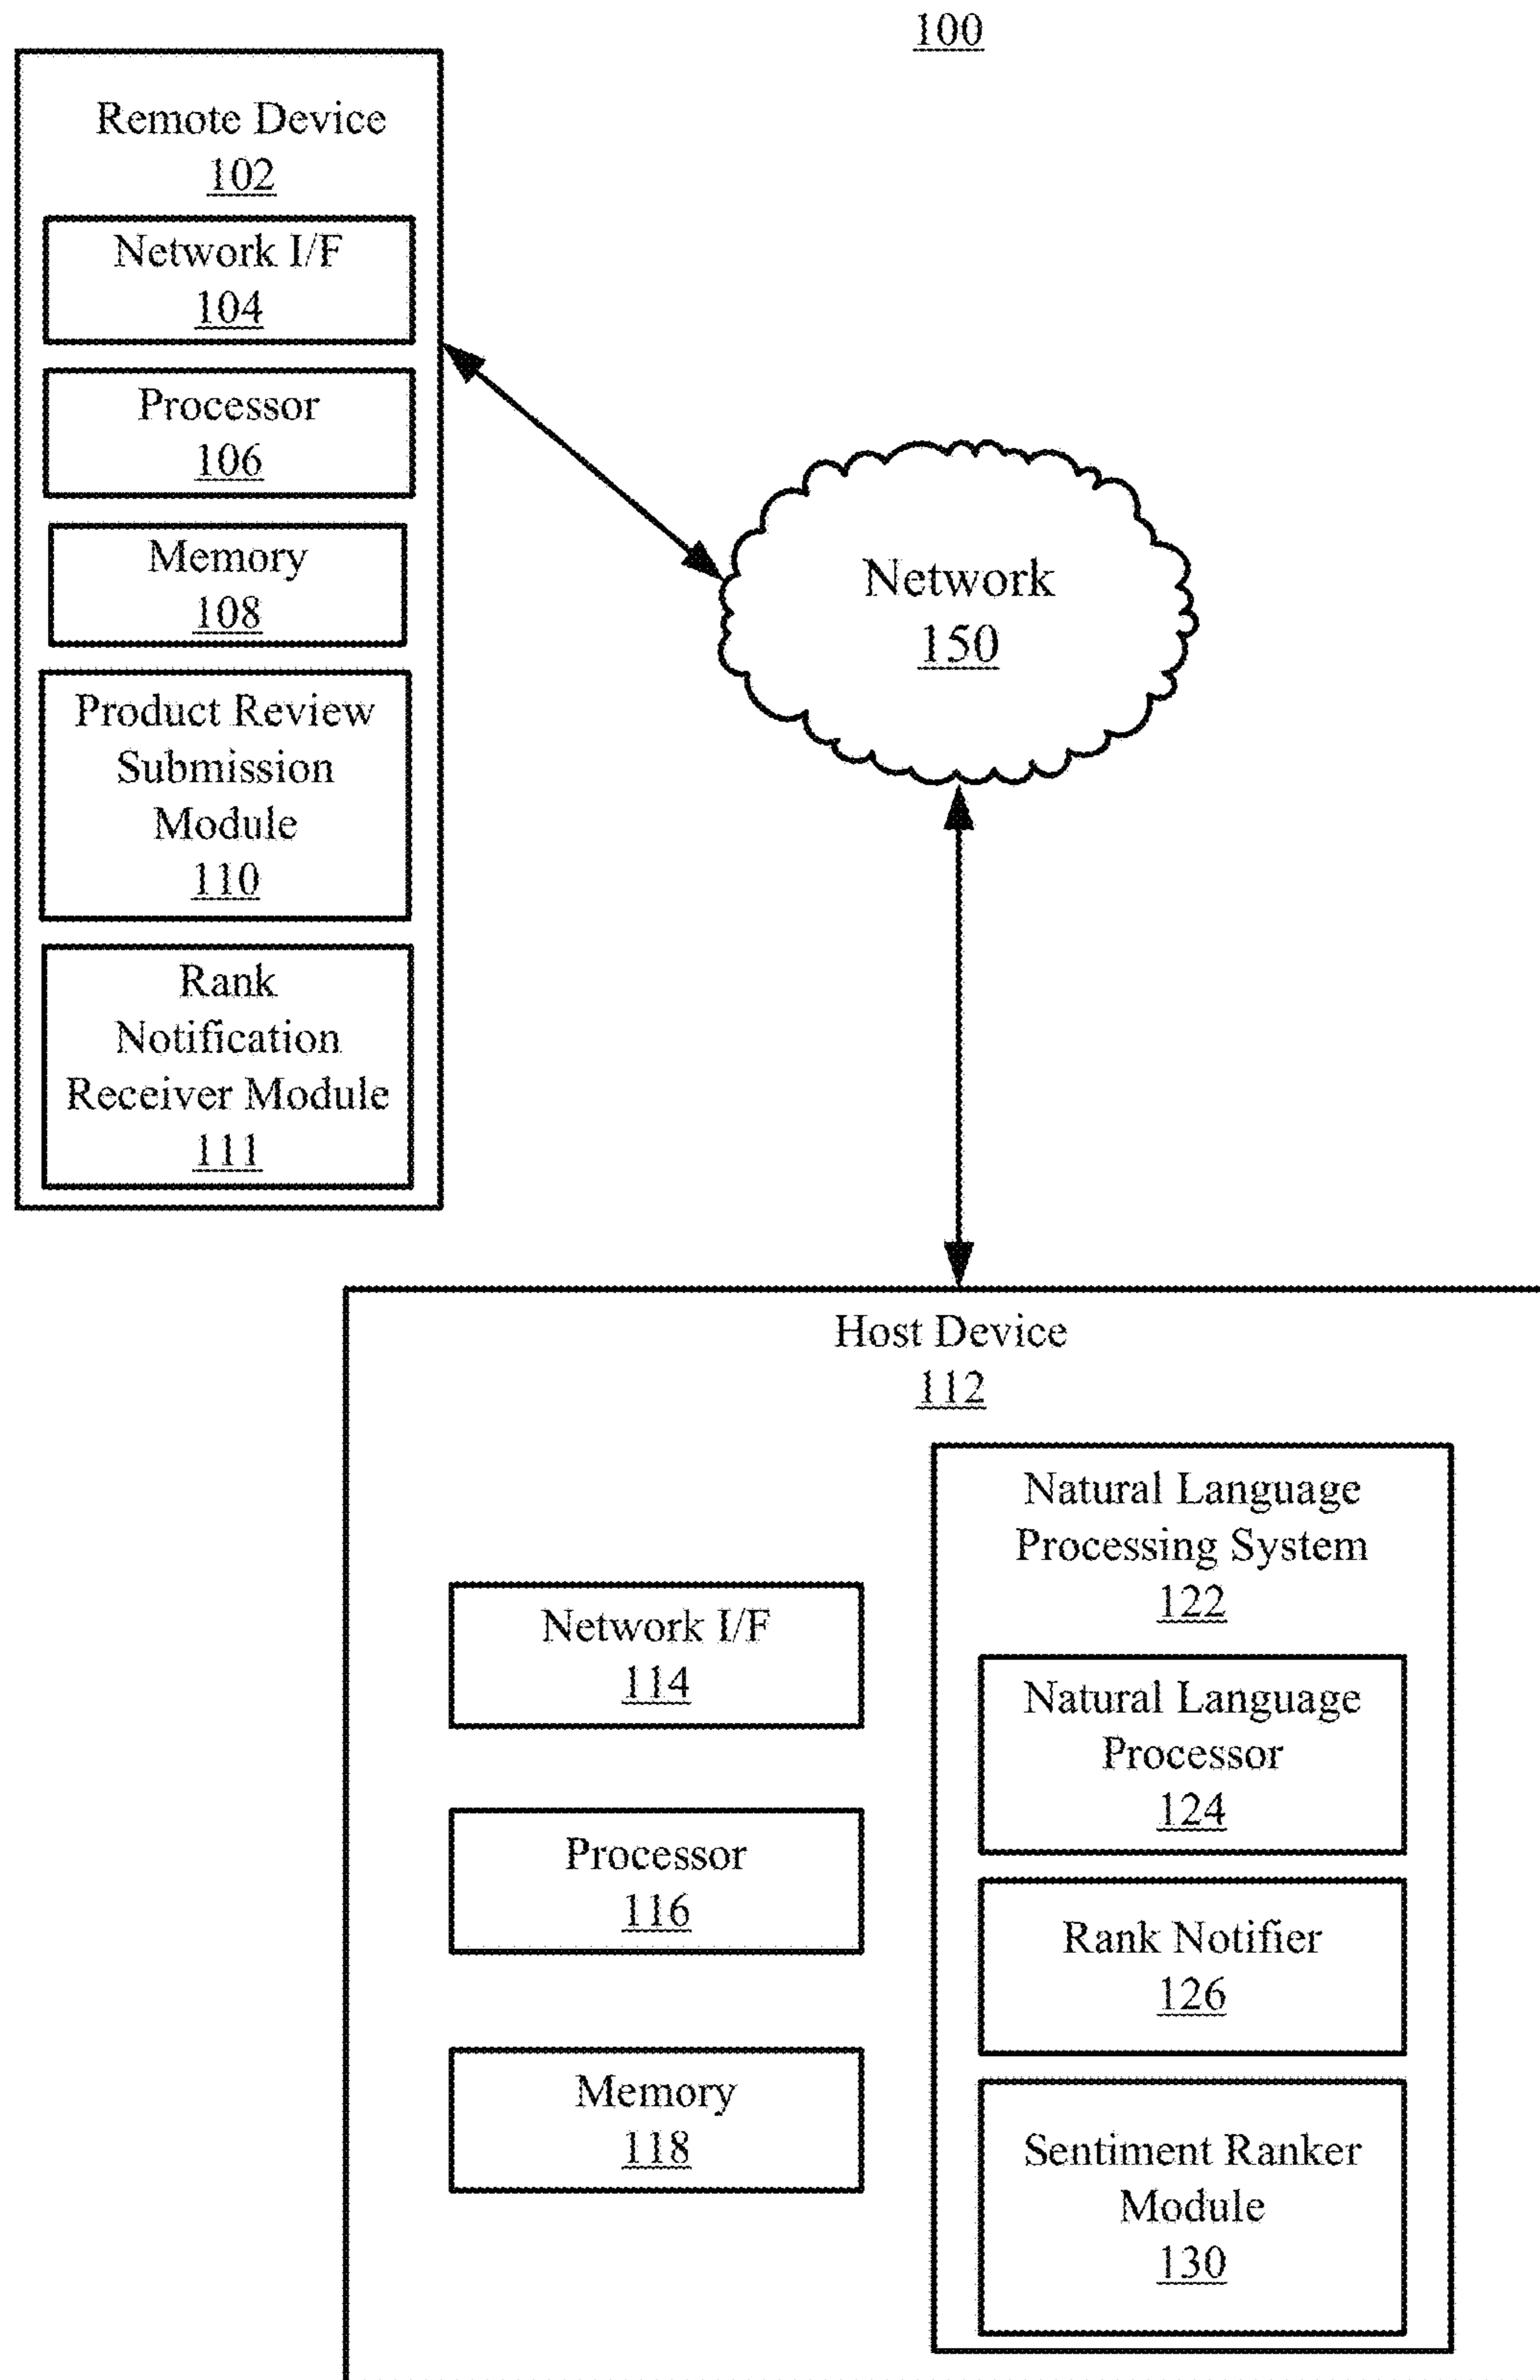 100
Remote Device
102
Network I/F
104
Processor
106
Memory
108
Product Review
Submission
Module
110
Rank
Notification
Receiver Module
111
Network
150
Host Device
112
Network I/F
114
Processor
116
Memory
118
Natural Language
Processing System
122
Natural Language
Processor
124
Rank Notifier
126
Sentiment Ranker
Module
130